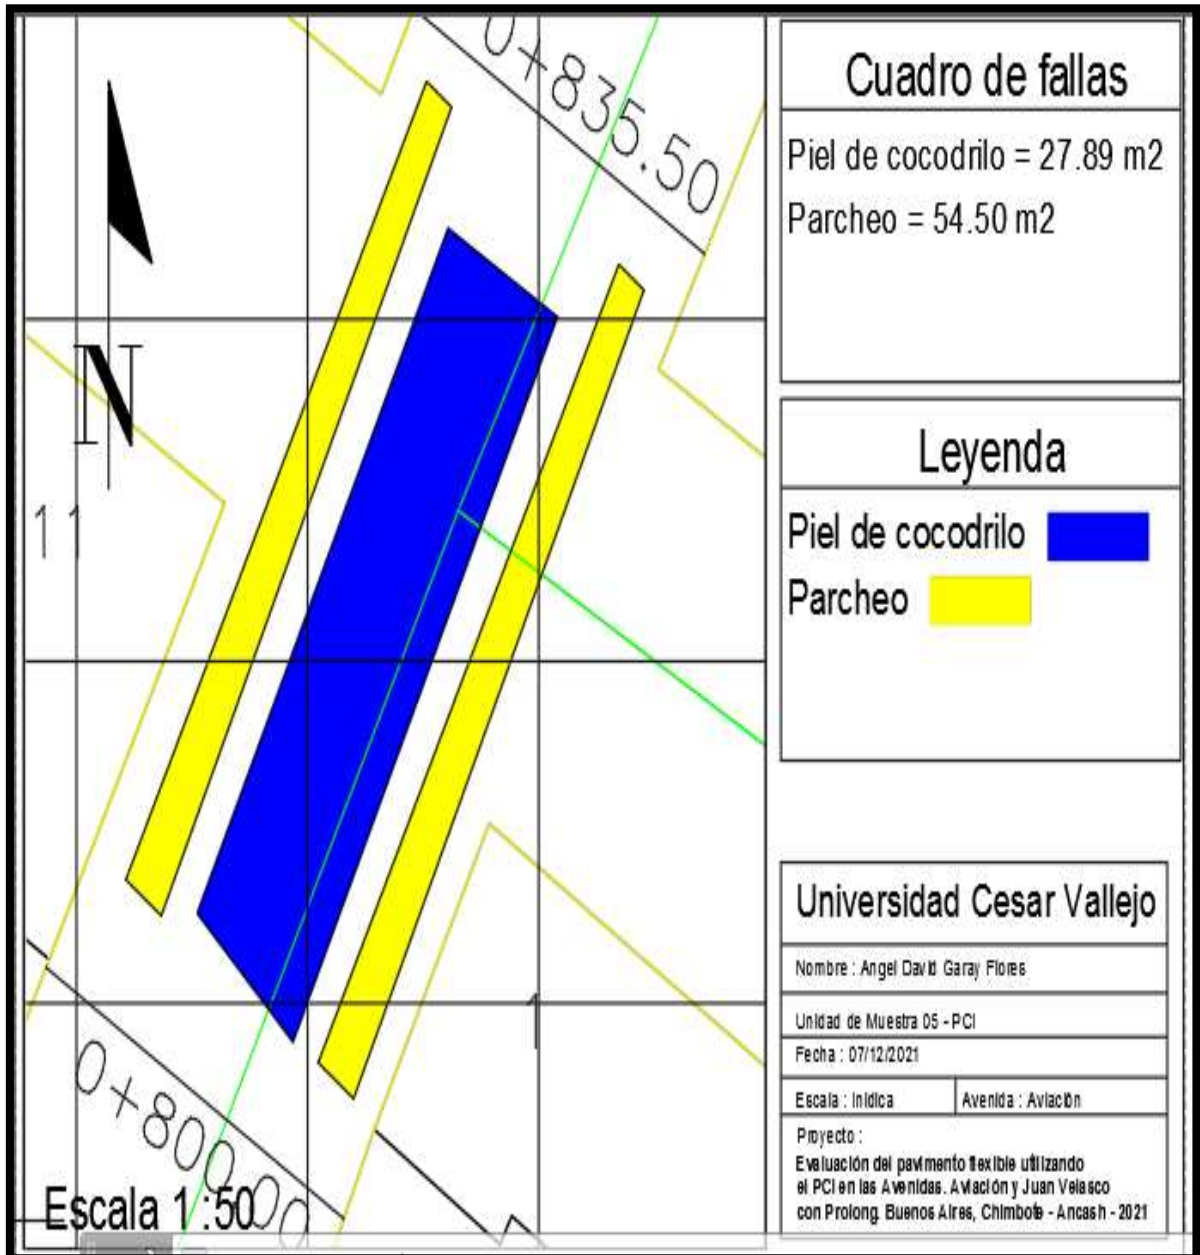 0+835.50
N
11
1
0+800.00
Escala 1:50
Cuadro de fallas
Piel de cocodrilo = 27.89 m2
Parcheo = 54.50 m2
Leyenda
Piel de cocodrilo
Parcheo
Universidad Cesar Vallejo
Nombre : Angel David Garay Flores
Unidad de Muestra 05 - PCI
Fecha : 07/12/2021
Escala : Inidica
Avenida : Aviación
Proyecto :
Evaluación del pavimento flexible utilizando
el PCI en las Avenidas. Aviación y Juan Velasco
con Prolong. Buenos Aires, Chimbote - Ancash - 2021